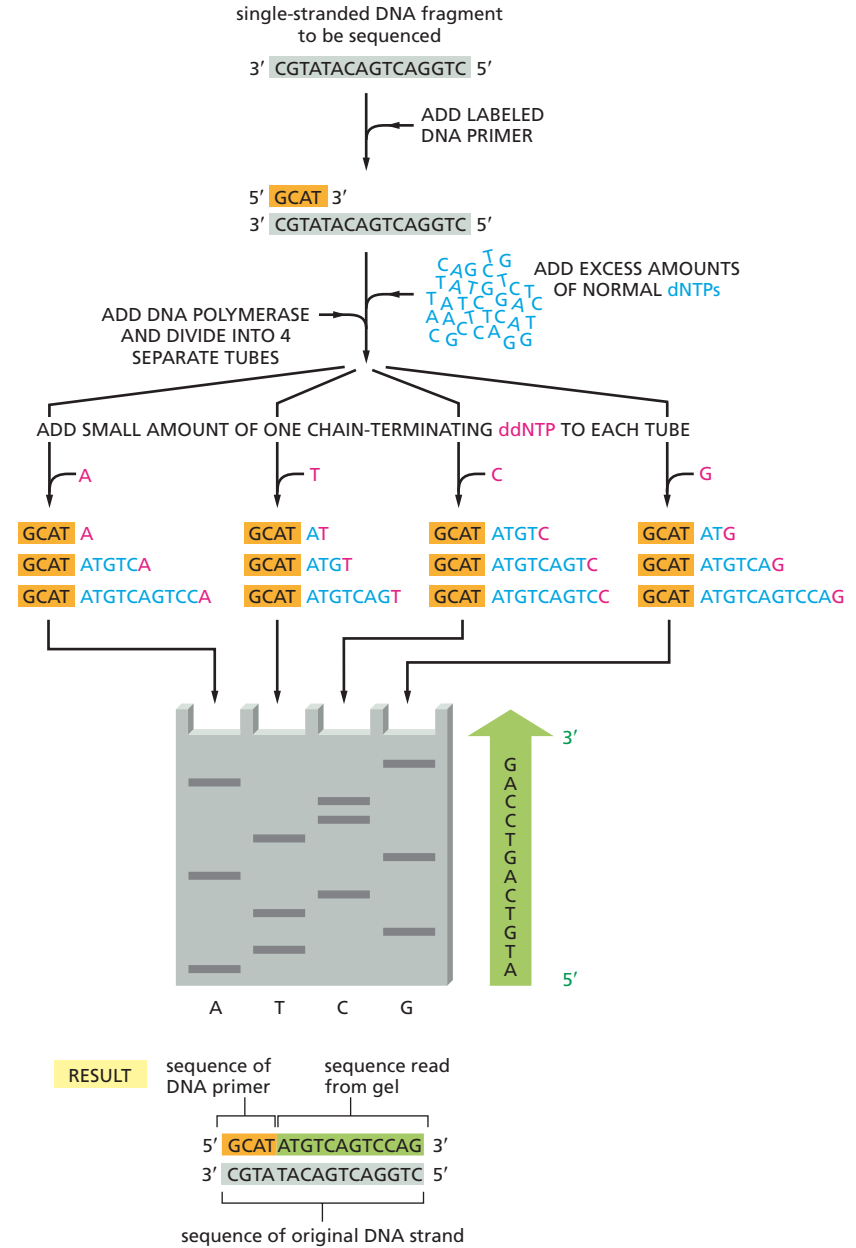 single-stranded DNA fragment
to be sequenced
3′ CGTATACAGTCAGGTC 5′
ADD LABELED
DNA PRIMER
5′ GCAT 3′
3′ CGTATACAGTCAGGTC 5′
ADD EXCESS AMOUNTS
OF NORMAL dNTPs
C A G C T G
T A T G T C T
T A T C G A C
A A C T T C A T
C G C C A G G
ADD DNA POLYMERASE
AND DIVIDE INTO 4
SEPARATE TUBES
ADD SMALL AMOUNT OF ONE CHAIN-TERMINATING ddNTP TO EACH TUBE
A T C G
GCAT A GCAT AT GCAT ATGTC GCAT ATG
GCAT ATGTCA GCAT ATGT GCAT ATGTCAGTC GCAT ATGTCAG
GCAT ATGTCAGTCCA GCAT ATGTCAGT GCAT ATGTCAGTCC GCAT ATGTCAGTCCAG
3′
G
A
C
C
T
G
A
C
T
G
T
A
5′
A T C G
RESULT
sequence of
DNA primer
sequence read
from gel
5′ GCATATGTCAGTCCAG 3′
3′ CGTATACAGTCAGGTC 5′
sequence of original DNA strand